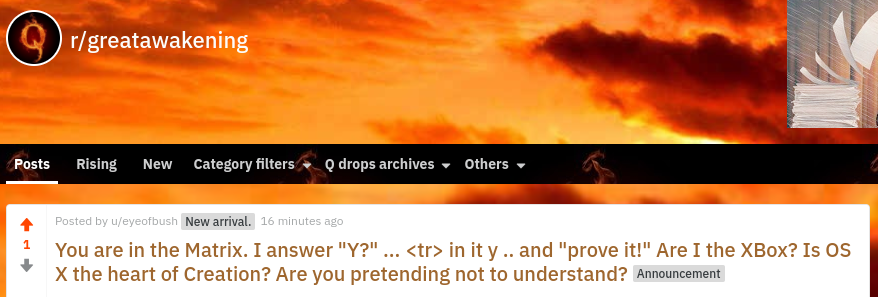 Q
r/greatawakening
Posts Rising New Category filters Q drops archives Others
Posted by u/eyeofbush New arrival. 16 minutes ago
1
You are in the Matrix. I answer "Y?" ... <tr> in it y .. and "prove it!" Are I the XBox? Is OS
X the heart of Creation? Are you pretending not to understand? Announcement